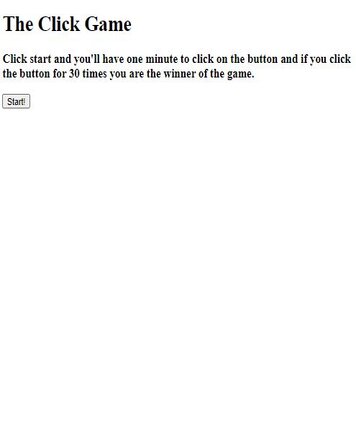 The Click Game
Click start and you'll have one minute to click on the button and if you click
the button for 30 times you are the winner of the game.
Start!